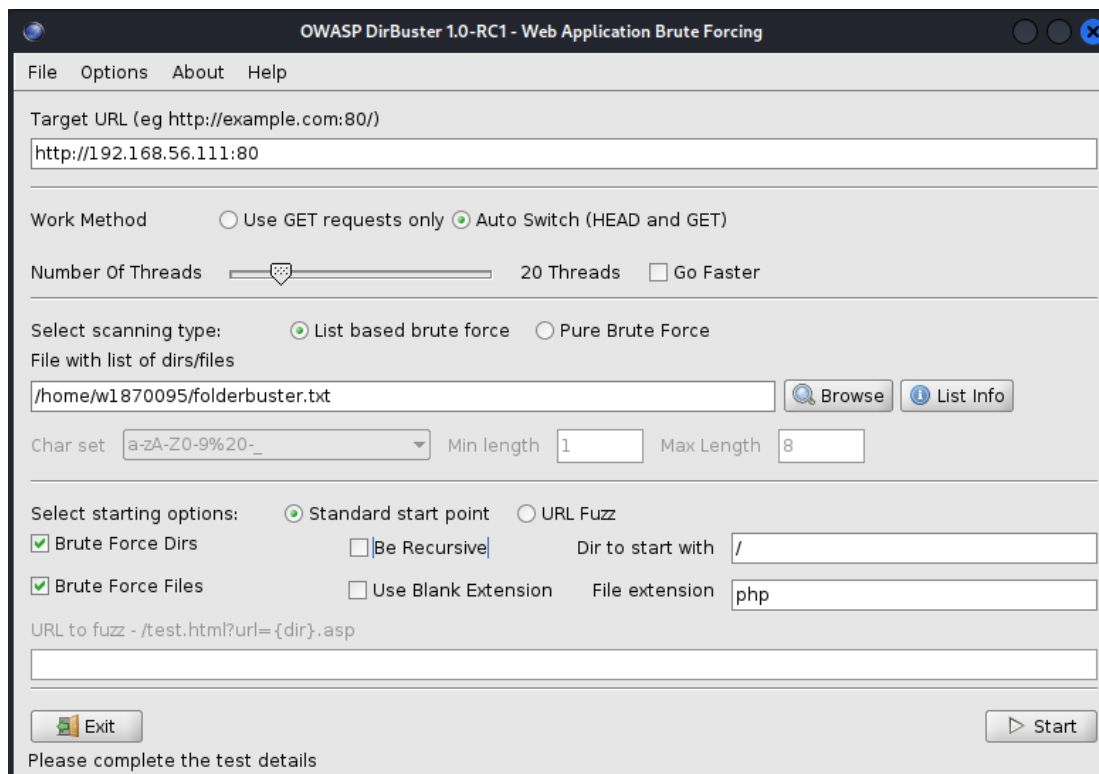 OWASP DirBuster 1.0-RC1 - Web Application Brute Forcing
File Options About Help
Target URL (eg http://example.com:80/)
http://192.168.56.111:80
Work Method Use GET requests only Auto Switch (HEAD and GET)
Number Of Threads 20 Threads Go Faster
Select scanning type: List based brute force Pure Brute Force
File with list of dirs/files
/home/w1870095/folderbuster.txt Browse List Info
Char set a-zA-Z0-9%20-_ Min length 1 Max Length 8
Select starting options: Standard start point URL Fuzz
Brute Force Dirs Be Recursive Dir to start with /
Brute Force Files Use Blank Extension File extension php
URL to fuzz - /test.html?url={dir}.asp
Exit Start
Please complete the test details